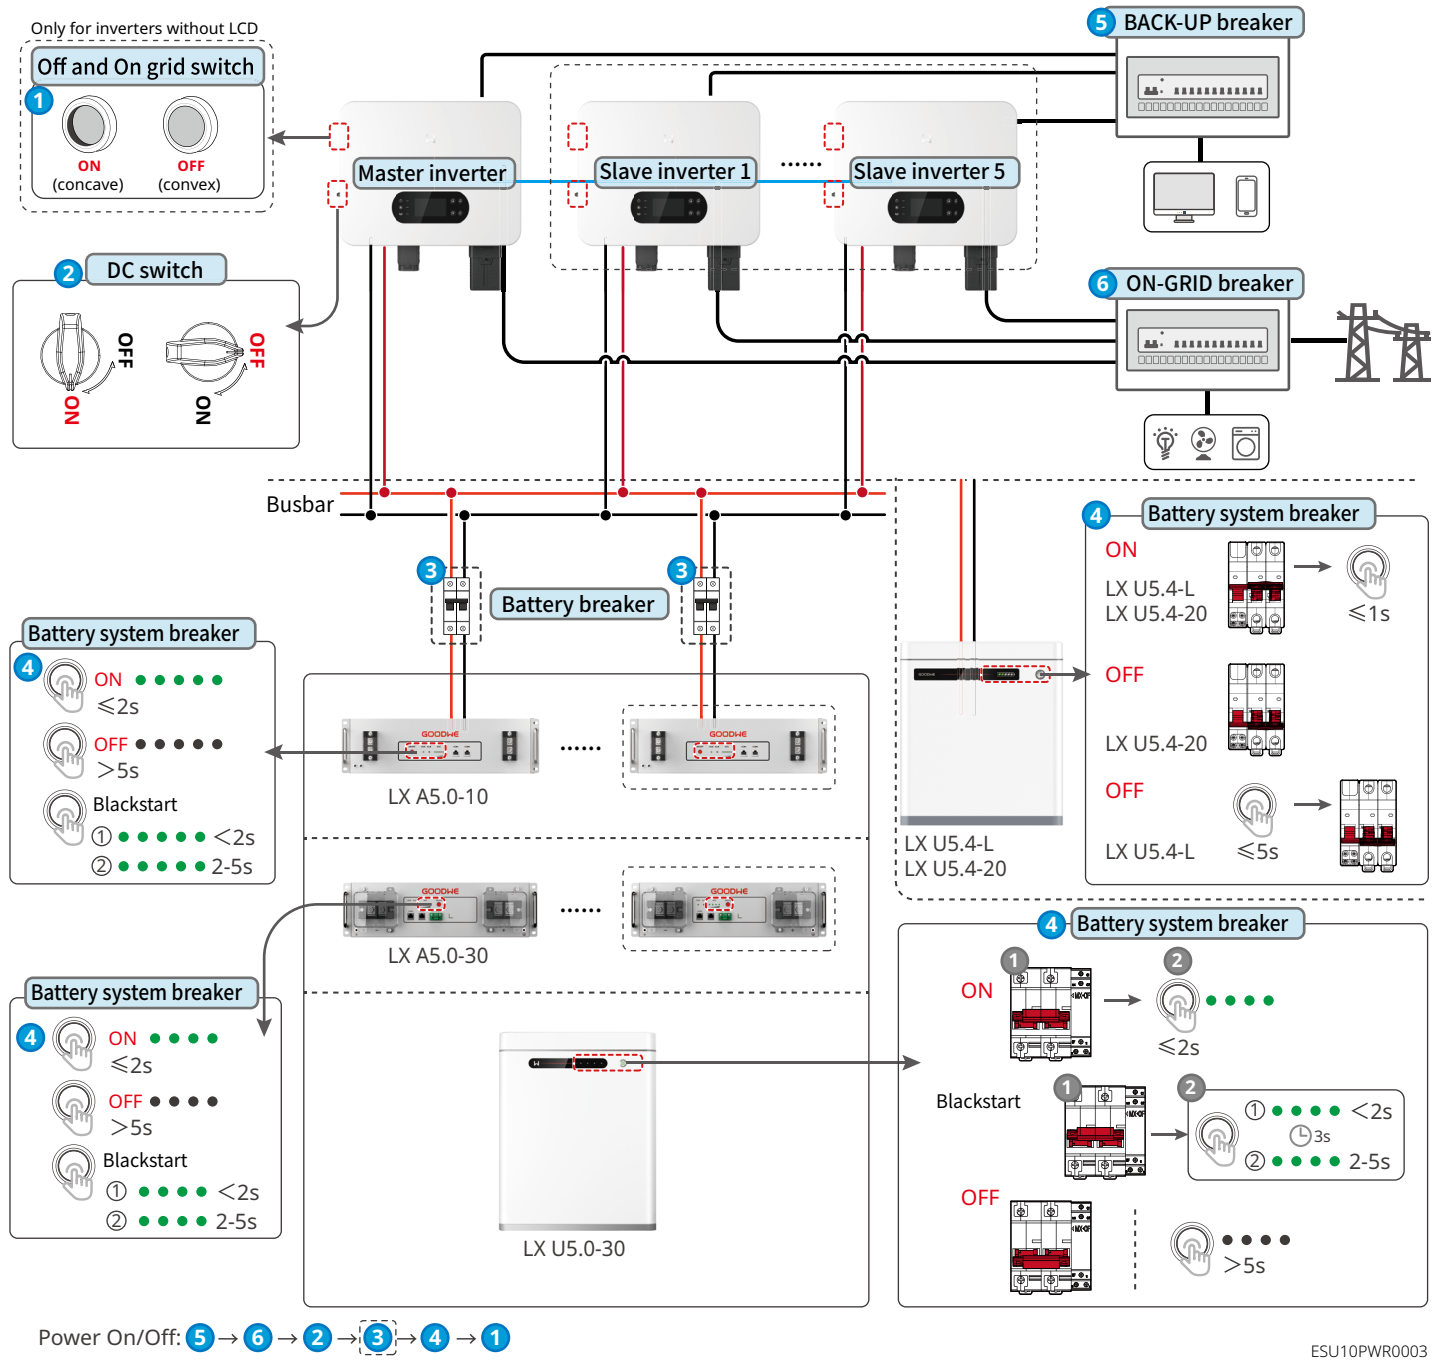 Only for inverters without LCD
Off and On grid switch
1
ON
(concave)
OFF
(convex)
5
BACK-UP breaker
Master inverter
Slave inverter 1
......
Slave inverter 5
2
DC switch
OFF
ON
OFF
ON
6
ON-GRID breaker
Busbar
3
Battery breaker
3
4
Battery system breaker
ON
LX U5.4-L
LX U5.4-20
≤1s
OFF
LX U5.4-20
OFF
LX U5.4-L
≤5s
Battery system breaker
4
ON
≤2s
OFF
>5s
Blackstart
① <2s
② 2-5s
GOODWE
......
GOODWE
LX A5.0-10
GOODWE
LX U5.4-L
LX U5.4-20
GOODWE
......
GOODWE
LX A5.0-30
Battery system breaker
4
ON
≤2s
OFF
>5s
Blackstart
① <2s
② 2-5s
LX U5.0-30
4
Battery system breaker
1
2
ON
MX+OF
≤2s
Blackstart
1
2
MX+OF
① <2s
3s
② 2-5s
OFF
MX+OF
>5s
Power On/Off: 5 → 6 → 2 → 3 → 4 → 1
ESU10PWR0003